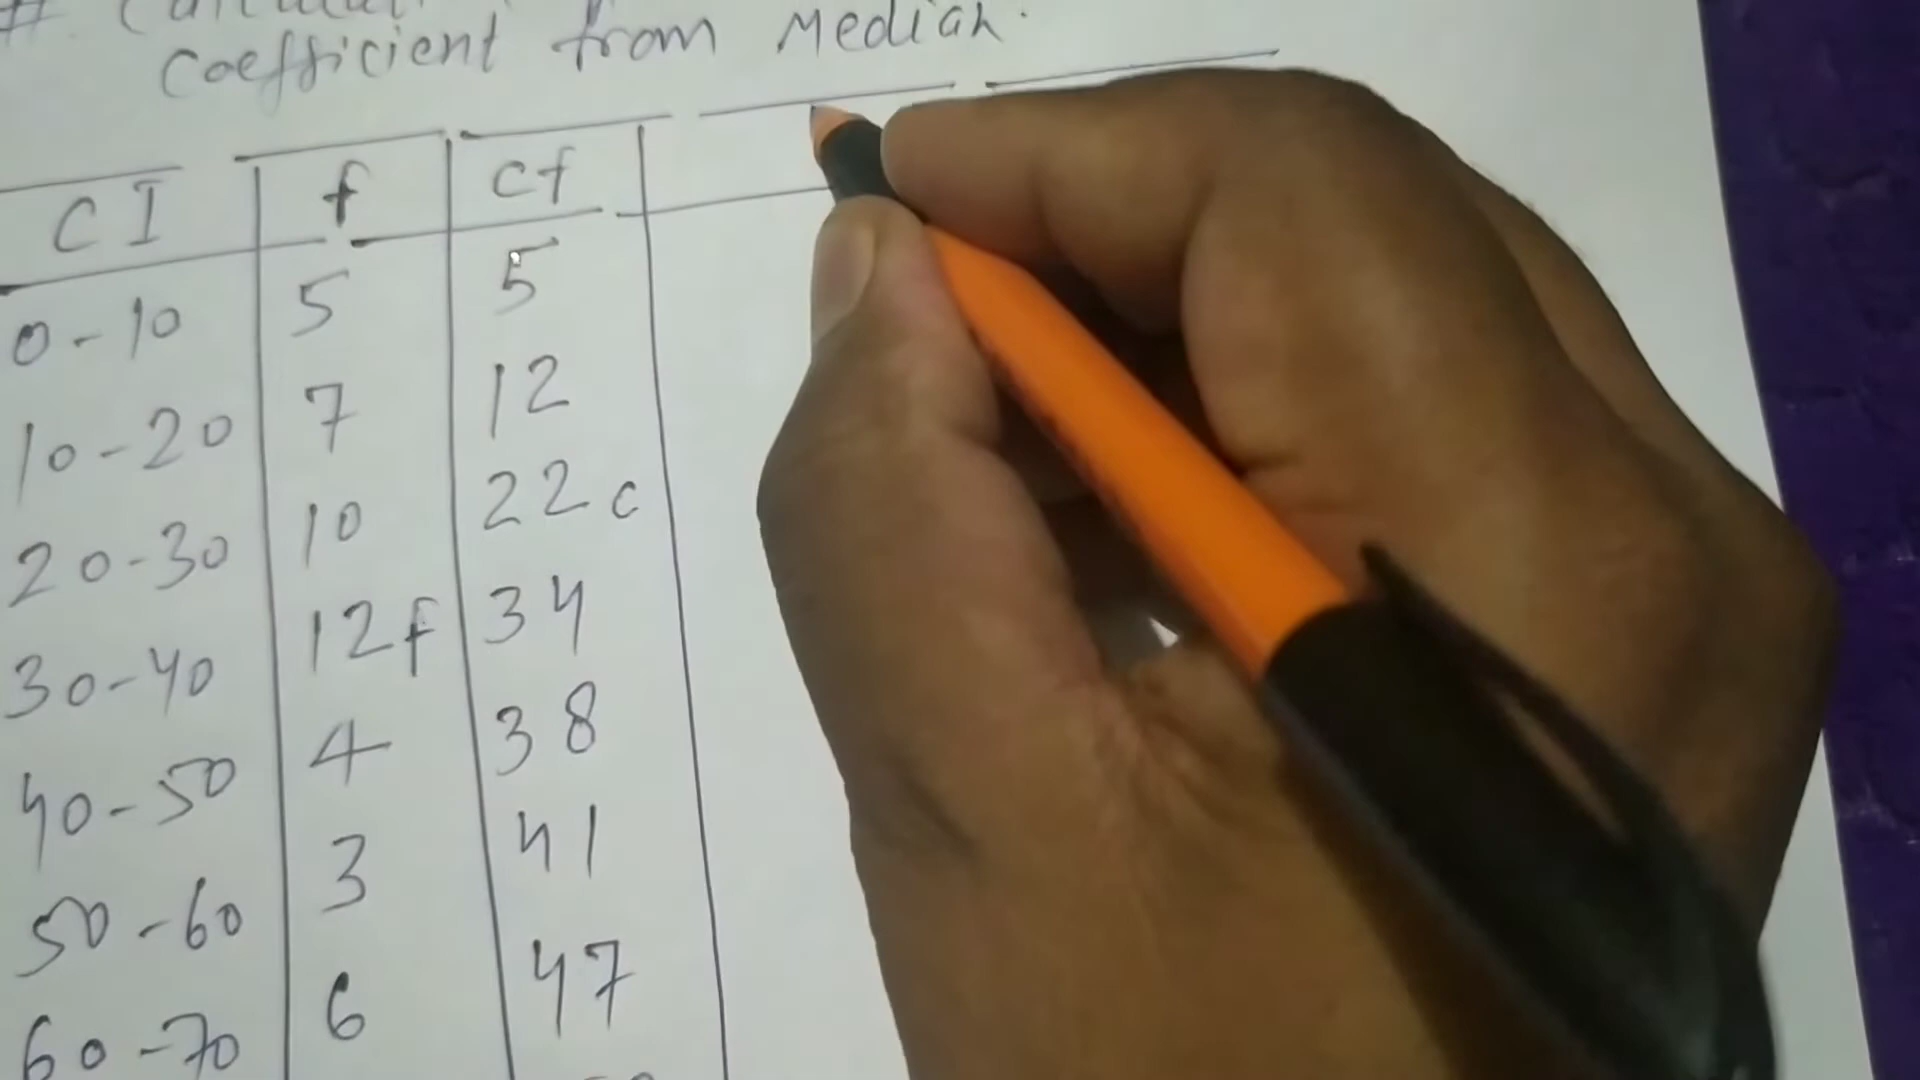 #
Coefficient from Median.
CI f cf
0-10 5 5
10-20 7 12
20-30 10 22 c
30-40 12f 34
40-50 4 38
50-60 3 41
60-70 6 47